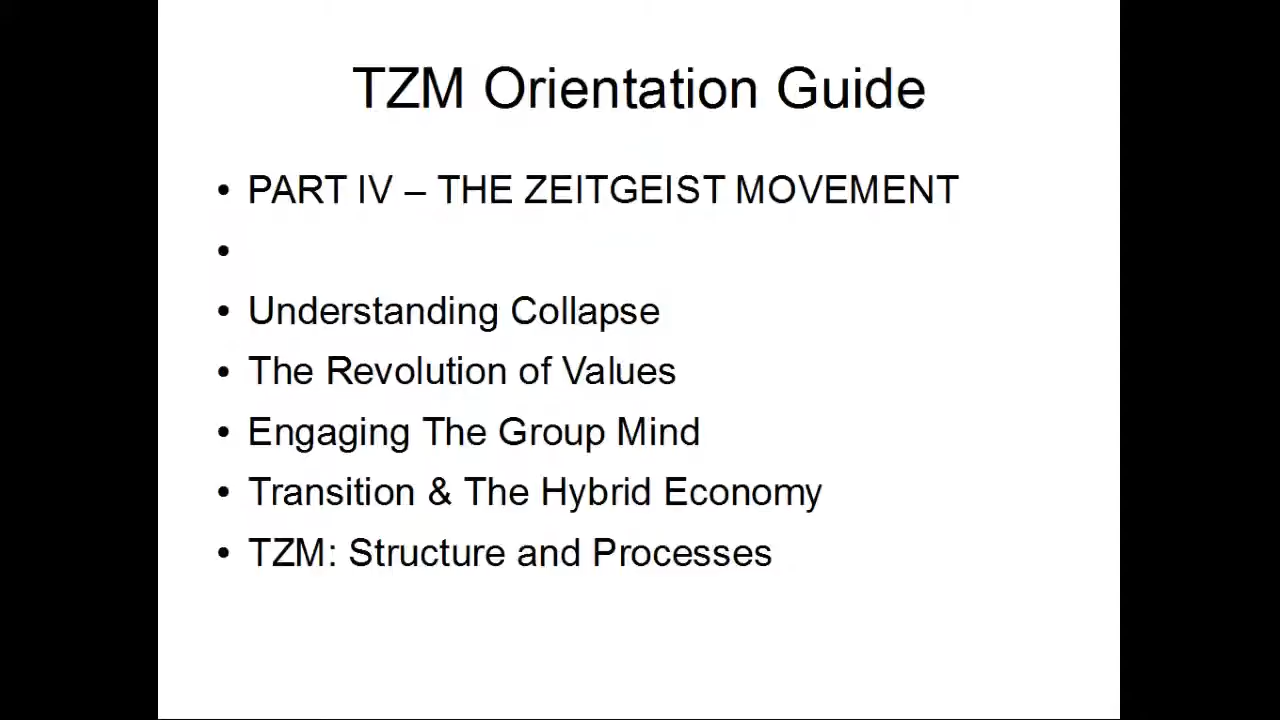 TZM Orientation Guide
• PART IV – THE ZEITGEIST MOVEMENT
•
• Understanding Collapse
• The Revolution of Values
• Engaging The Group Mind
• Transition & The Hybrid Economy
• TZM: Structure and Processes